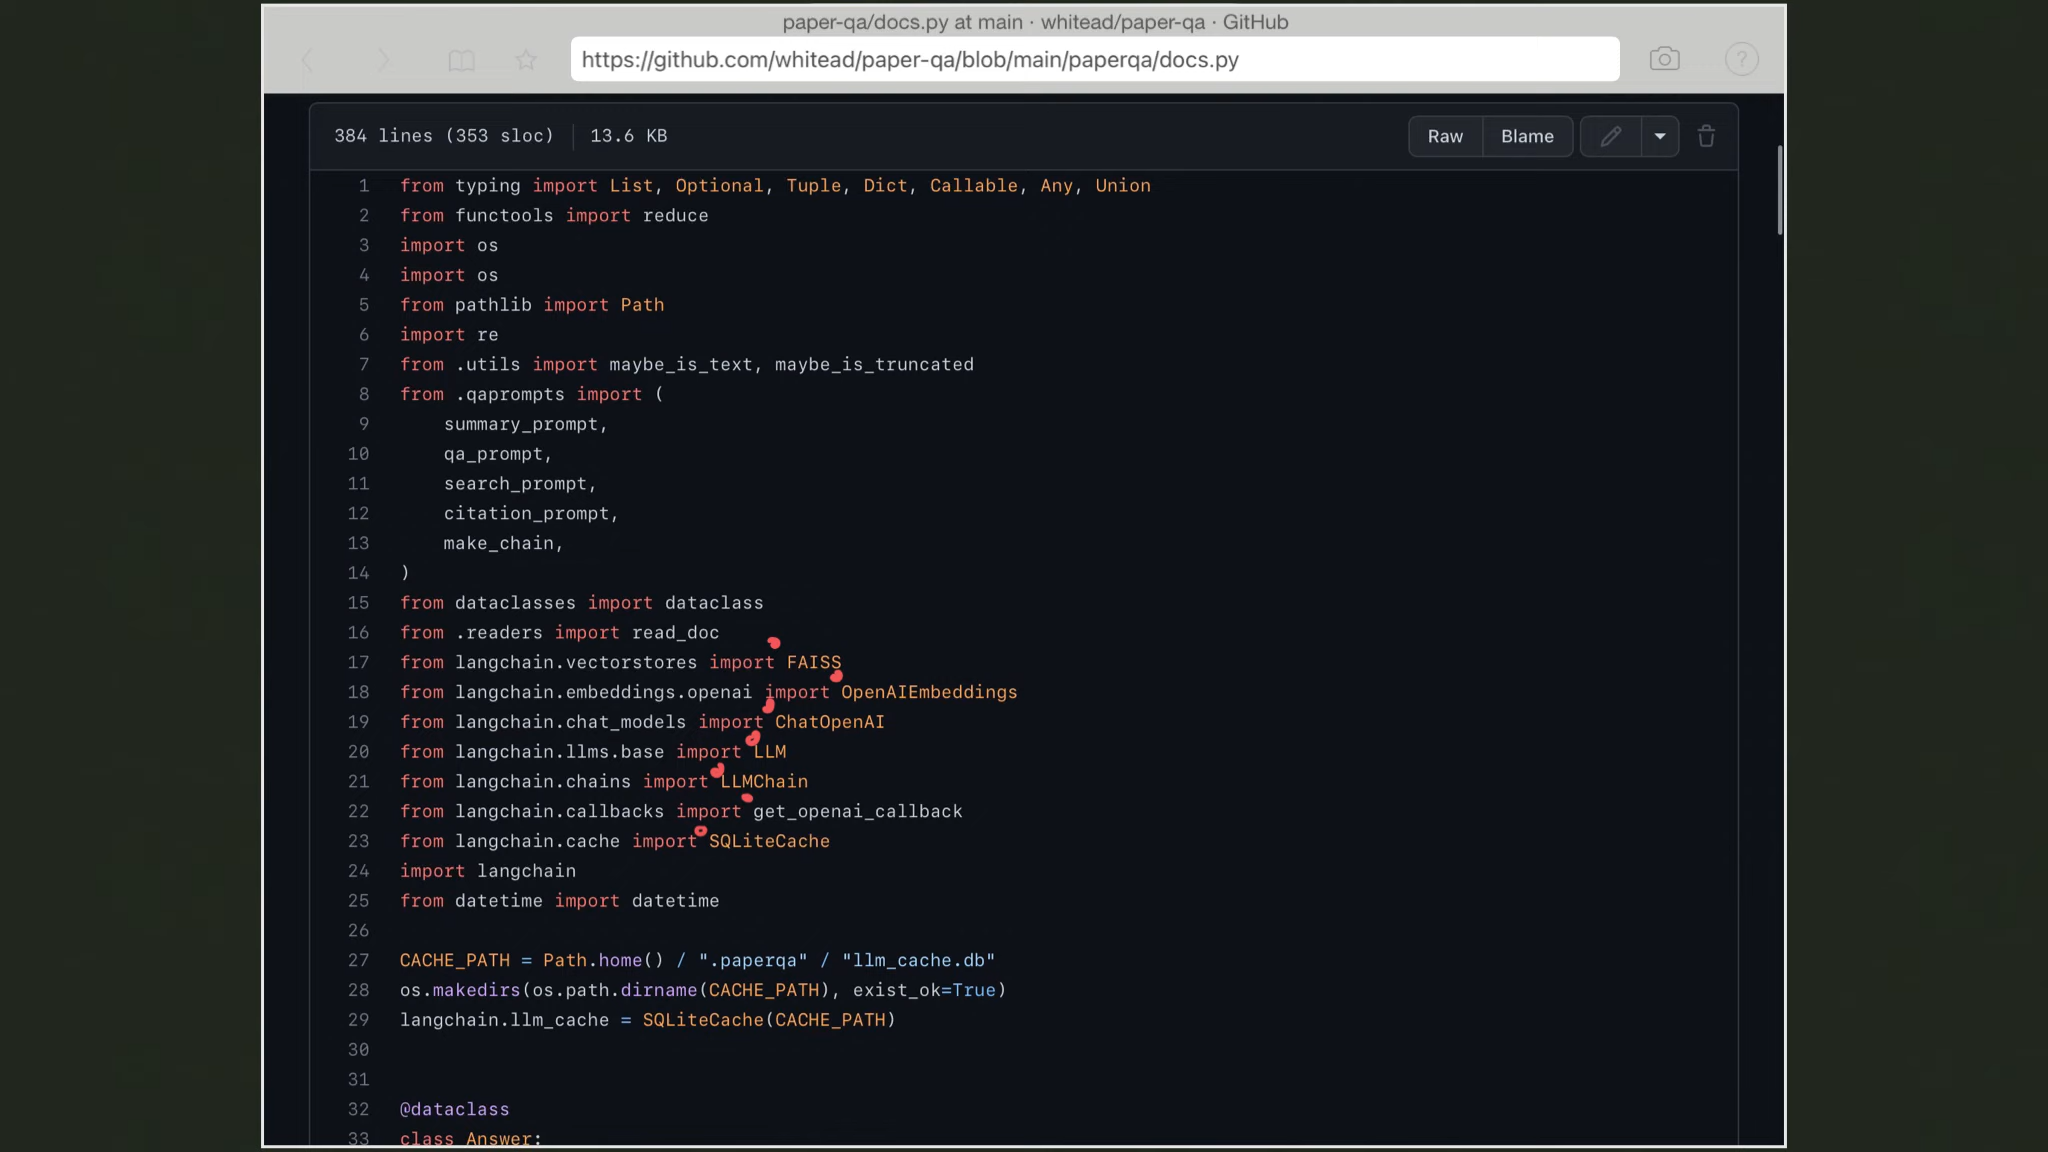 paper-qa/docs.py at main · whitead/paper-qa · GitHub
https://github.com/whitead/paper-qa/blob/main/paperqa/docs.py
384 lines (353 sloc) 13.6 KB Raw Blame
1 from typing import List, Optional, Tuple, Dict, Callable, Any, Union
2 from functools import reduce
3 import os
4 import os
5 from pathlib import Path
6 import re
7 from .utils import maybe_is_text, maybe_is_truncated
8 from .qaprompts import (
9 summary_prompt,
10 qa_prompt,
11 search_prompt,
12 citation_prompt,
13 make_chain,
14 )
15 from dataclasses import dataclass
16 from .readers import read_doc
17 from langchain.vectorstores import FAISS
18 from langchain.embeddings.openai import OpenAIEmbeddings
19 from langchain.chat_models import ChatOpenAI
20 from langchain.llms.base import LLM
21 from langchain.chains import LLMChain
22 from langchain.callbacks import get_openai_callback
23 from langchain.cache import SQLiteCache
24 import langchain
25 from datetime import datetime
26
27 CACHE_PATH = Path.home() / ".paperqa" / "llm_cache.db"
28 os.makedirs(os.path.dirname(CACHE_PATH), exist_ok=True)
29 langchain.llm_cache = SQLiteCache(CACHE_PATH)
30
31
32 @dataclass
33 class Answer: